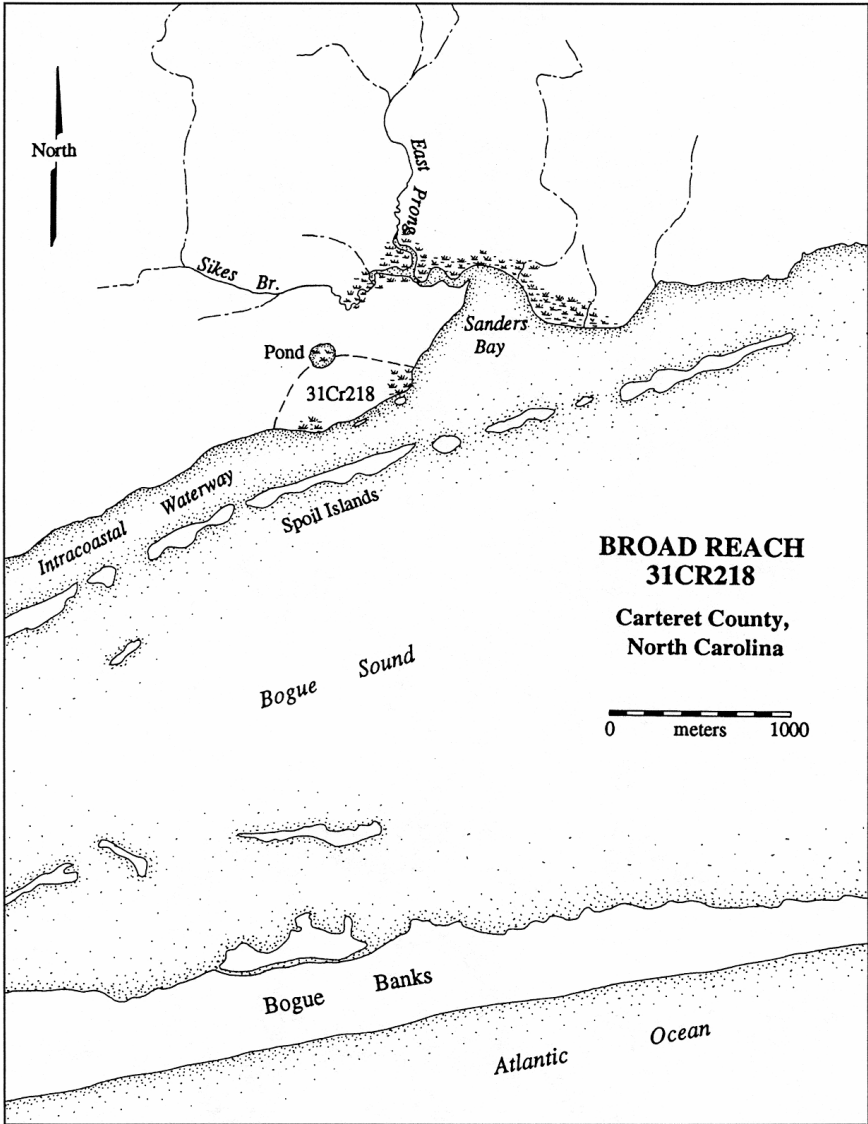 North
East Prong
Sikes Br.
Sanders
Bay
Pond
31Cr218
Intracoastal Waterway
Spoil Islands
BROAD REACH
31CR218
Carteret County,
North Carolina
0 meters 1000
Bogue Sound
Bogue Banks
Atlantic Ocean